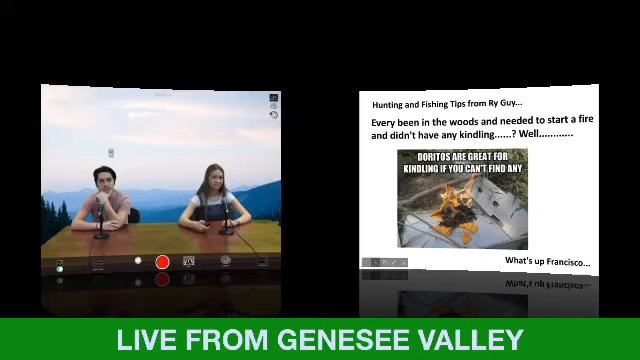 Hunting and Fishing Tips from Ry Guy...
Every been in the woods and needed to start a fire
and didn't have any kindling......? Well............
DORITOS ARE GREAT FOR
KINDLING IF YOU CAN'T FIND ANY
What's up Francisco...
LIVE FROM GENESEE VALLEY